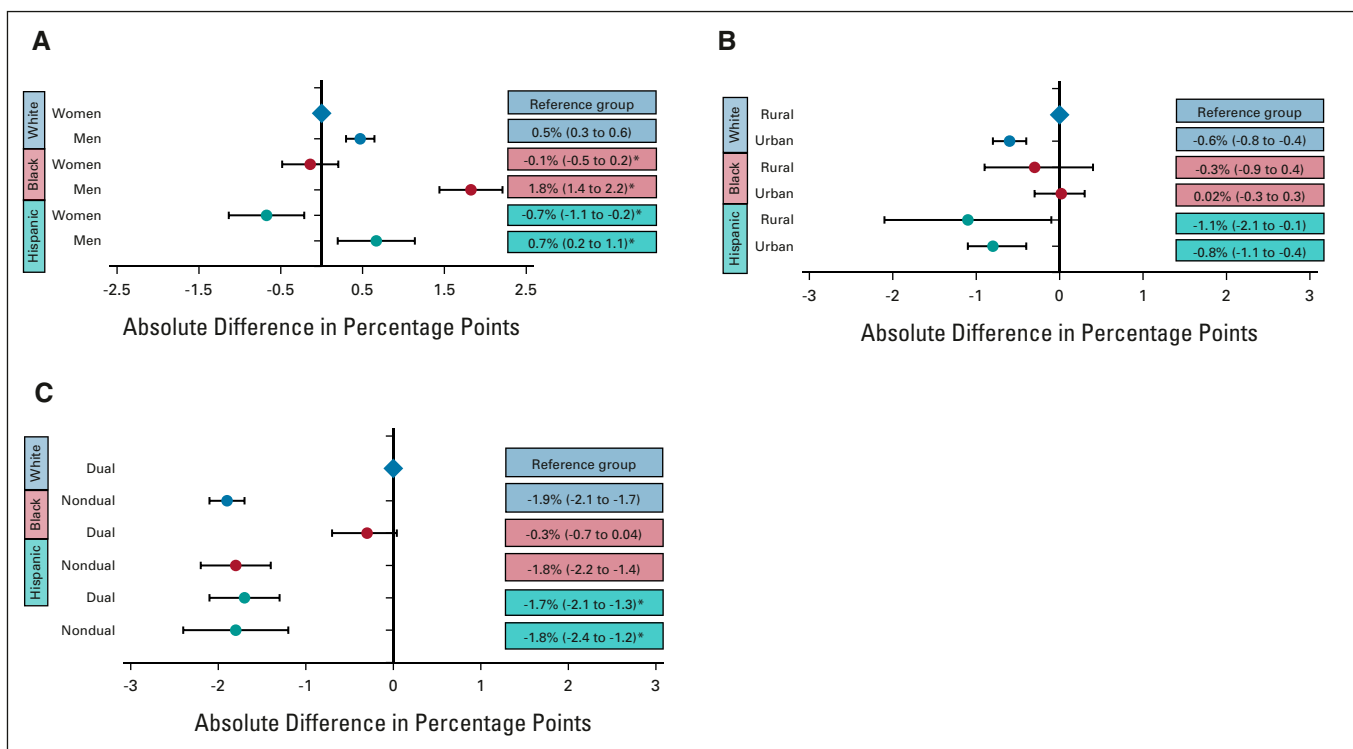 A
White
Black
Hispanic
Women Reference group
Men 0.5% (0.3 to 0.6)
Women -0.1% (-0.5 to 0.2)*
Men 1.8% (1.4 to 2.2)*
Women -0.7% (-1.1 to -0.2)*
Men 0.7% (0.2 to 1.1)*
-2.5 -1.5 -0.5 0.5 1.5 2.5
Absolute Difference in Percentage Points
B
White
Black
Hispanic
Rural Reference group
Urban -0.6% (-0.8 to -0.4)
Rural -0.3% (-0.9 to 0.4)
Urban 0.02% (-0.3 to 0.3)
Rural -1.1% (-2.1 to -0.1)
Urban -0.8% (-1.1 to -0.4)
-3 -2 -1 0 1 2 3
Absolute Difference in Percentage Points
C
White
Black
Hispanic
Dual Reference group
Nondual -1.9% (-2.1 to -1.7)
Dual -0.3% (-0.7 to 0.04)
Nondual -1.8% (-2.2 to -1.4)
Dual -1.7% (-2.1 to -1.3)*
Nondual -1.8% (-2.4 to -1.2)*
-3 -2 -1 0 1 2 3
Absolute Difference in Percentage Points